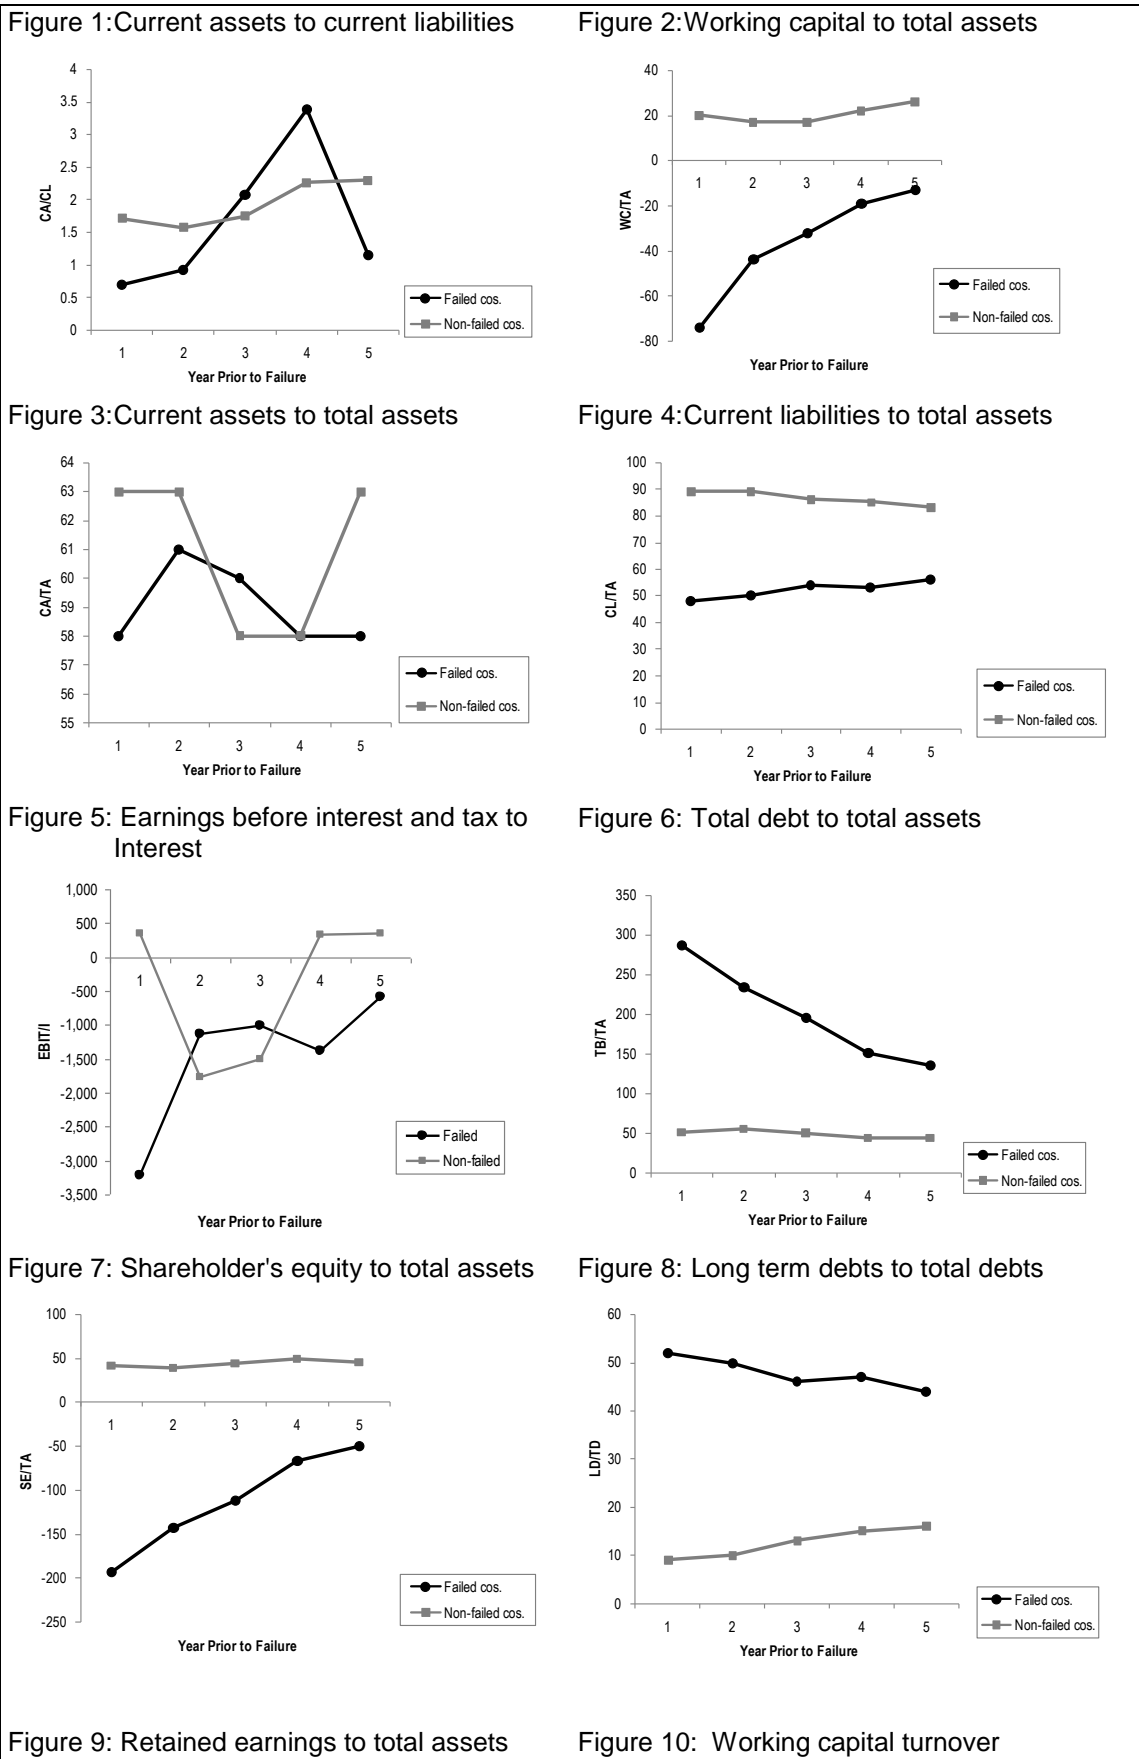 Figure 1:Current assets to current liabilities
4
3.5
3
2.5
2
1.5
1
0.5
0
CA/CL
1 2 3 4 5
Year Prior to Failure
Failed cos.
Non-failed cos.
Figure 2:Working capital to total assets
40
20
0
-20
-40
-60
-80
WC/TA
1 2 3 4 5
Year Prior to Failure
Failed cos.
Non-failed cos.
Figure 3:Current assets to total assets
64
63
62
61
60
59
58
57
56
55
CA/TA
1 2 3 4 5
Year Prior to Failure
Failed cos.
Non-failed cos.
Figure 4:Current liabilities to total assets
100
90
80
70
60
50
40
30
20
10
0
CL/TA
1 2 3 4 5
Year Prior to Failure
Failed cos.
Non-failed cos.
Figure 5: Earnings before interest and tax to
Interest
1,000
500
0
-500
-1,000
-1,500
-2,000
-2,500
-3,000
-3,500
EBIT/I
1 2 3 4 5
Year Prior to Failure
Failed
Non-failed
Figure 6: Total debt to total assets
350
300
250
200
150
100
50
0
TB/TA
1 2 3 4 5
Year Prior to Failure
Failed cos.
Non-failed cos.
Figure 7: Shareholder's equity to total assets
100
50
0
-50
-100
-150
-200
-250
SE/TA
1 2 3 4 5
Year Prior to Failure
Failed cos.
Non-failed cos.
Figure 8: Long term debts to total debts
60
50
40
30
20
10
0
LD/TD
1 2 3 4 5
Year Prior to Failure
Failed cos.
Non-failed cos.
Figure 9: Retained earnings to total assets
Figure 10: Working capital turnover